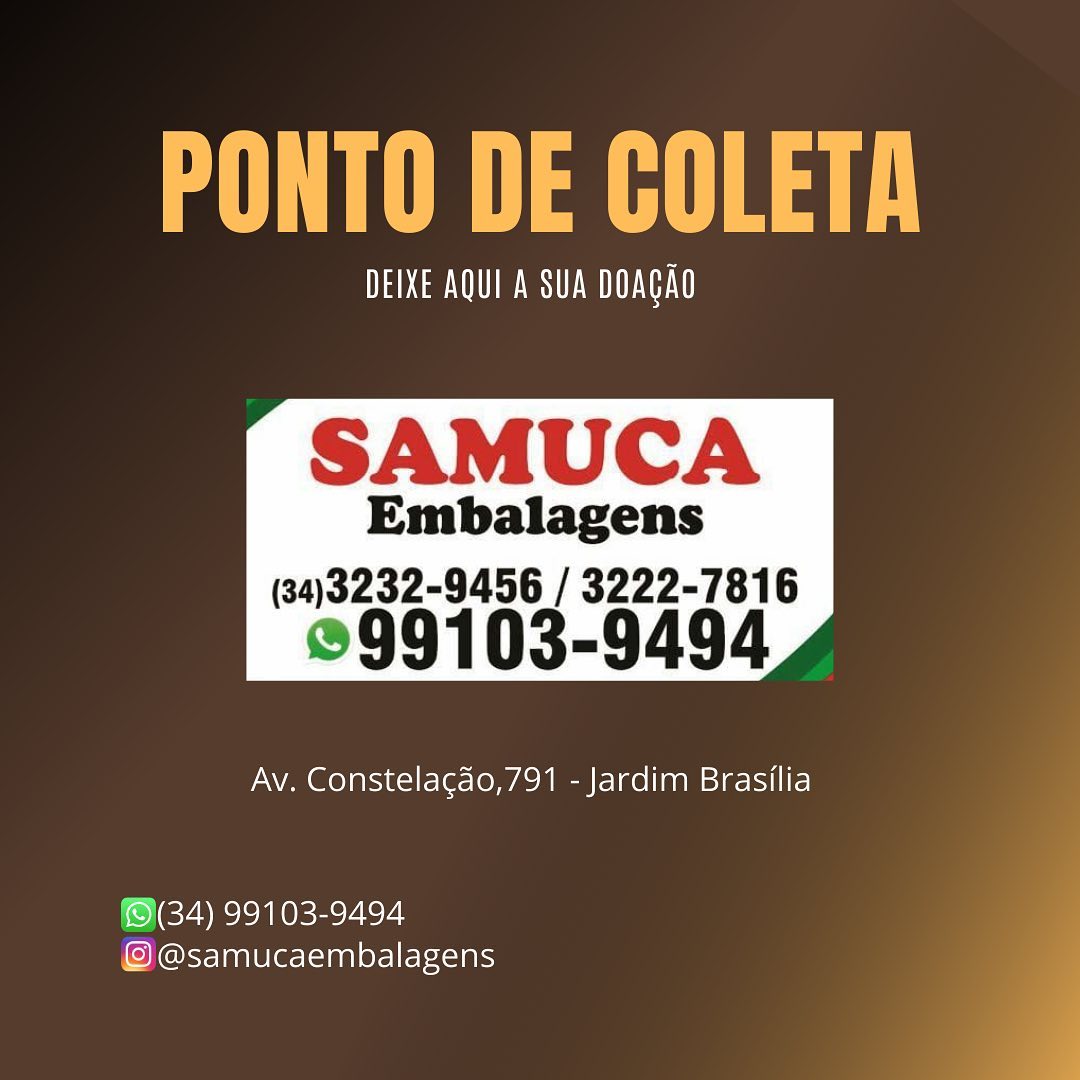 PONTO DE COLETA
DEIXE AQUI A SUA DOAÇÃO
SAMUCA
Embalagens
(34)3232-9456 / 3222-7816
99103-9494
Av. Constelação,791 - Jardim Brasília
(34) 99103-9494
@samucaembalagens